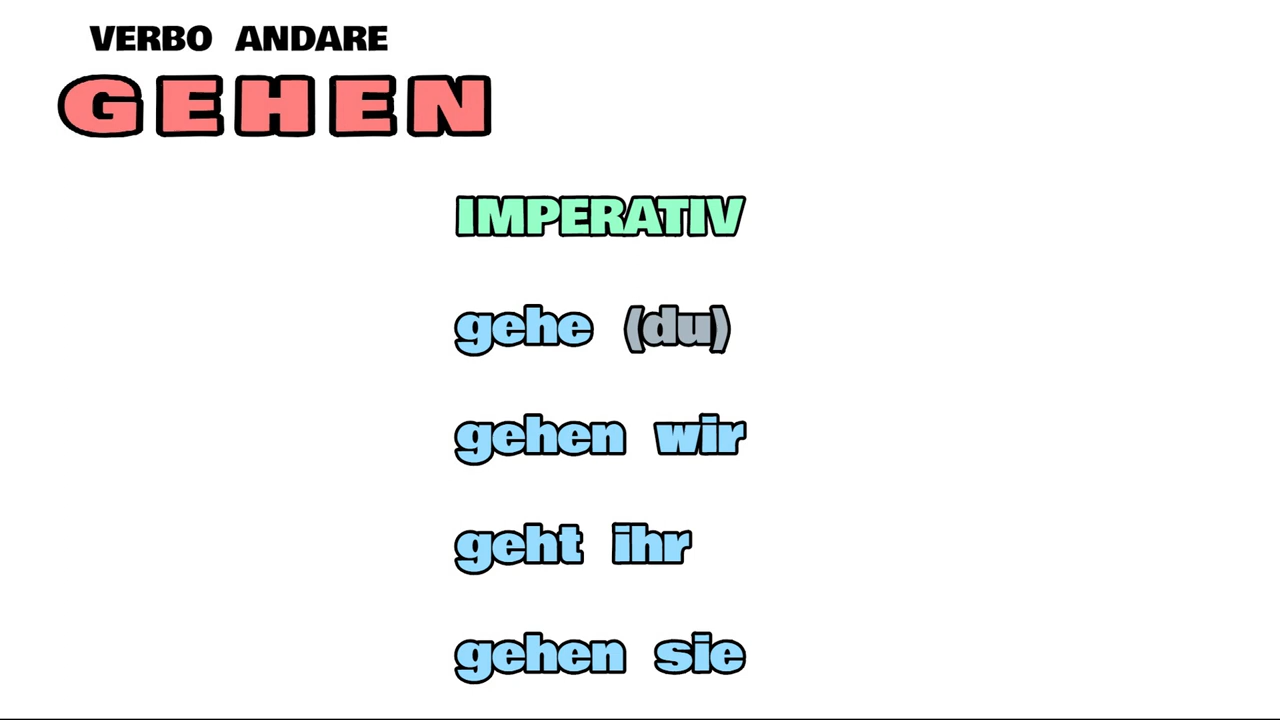 VERBO ANDARE
GEHEN
IMPERATIV
gehe (du)
gehen wir
geht ihr
gehen sie